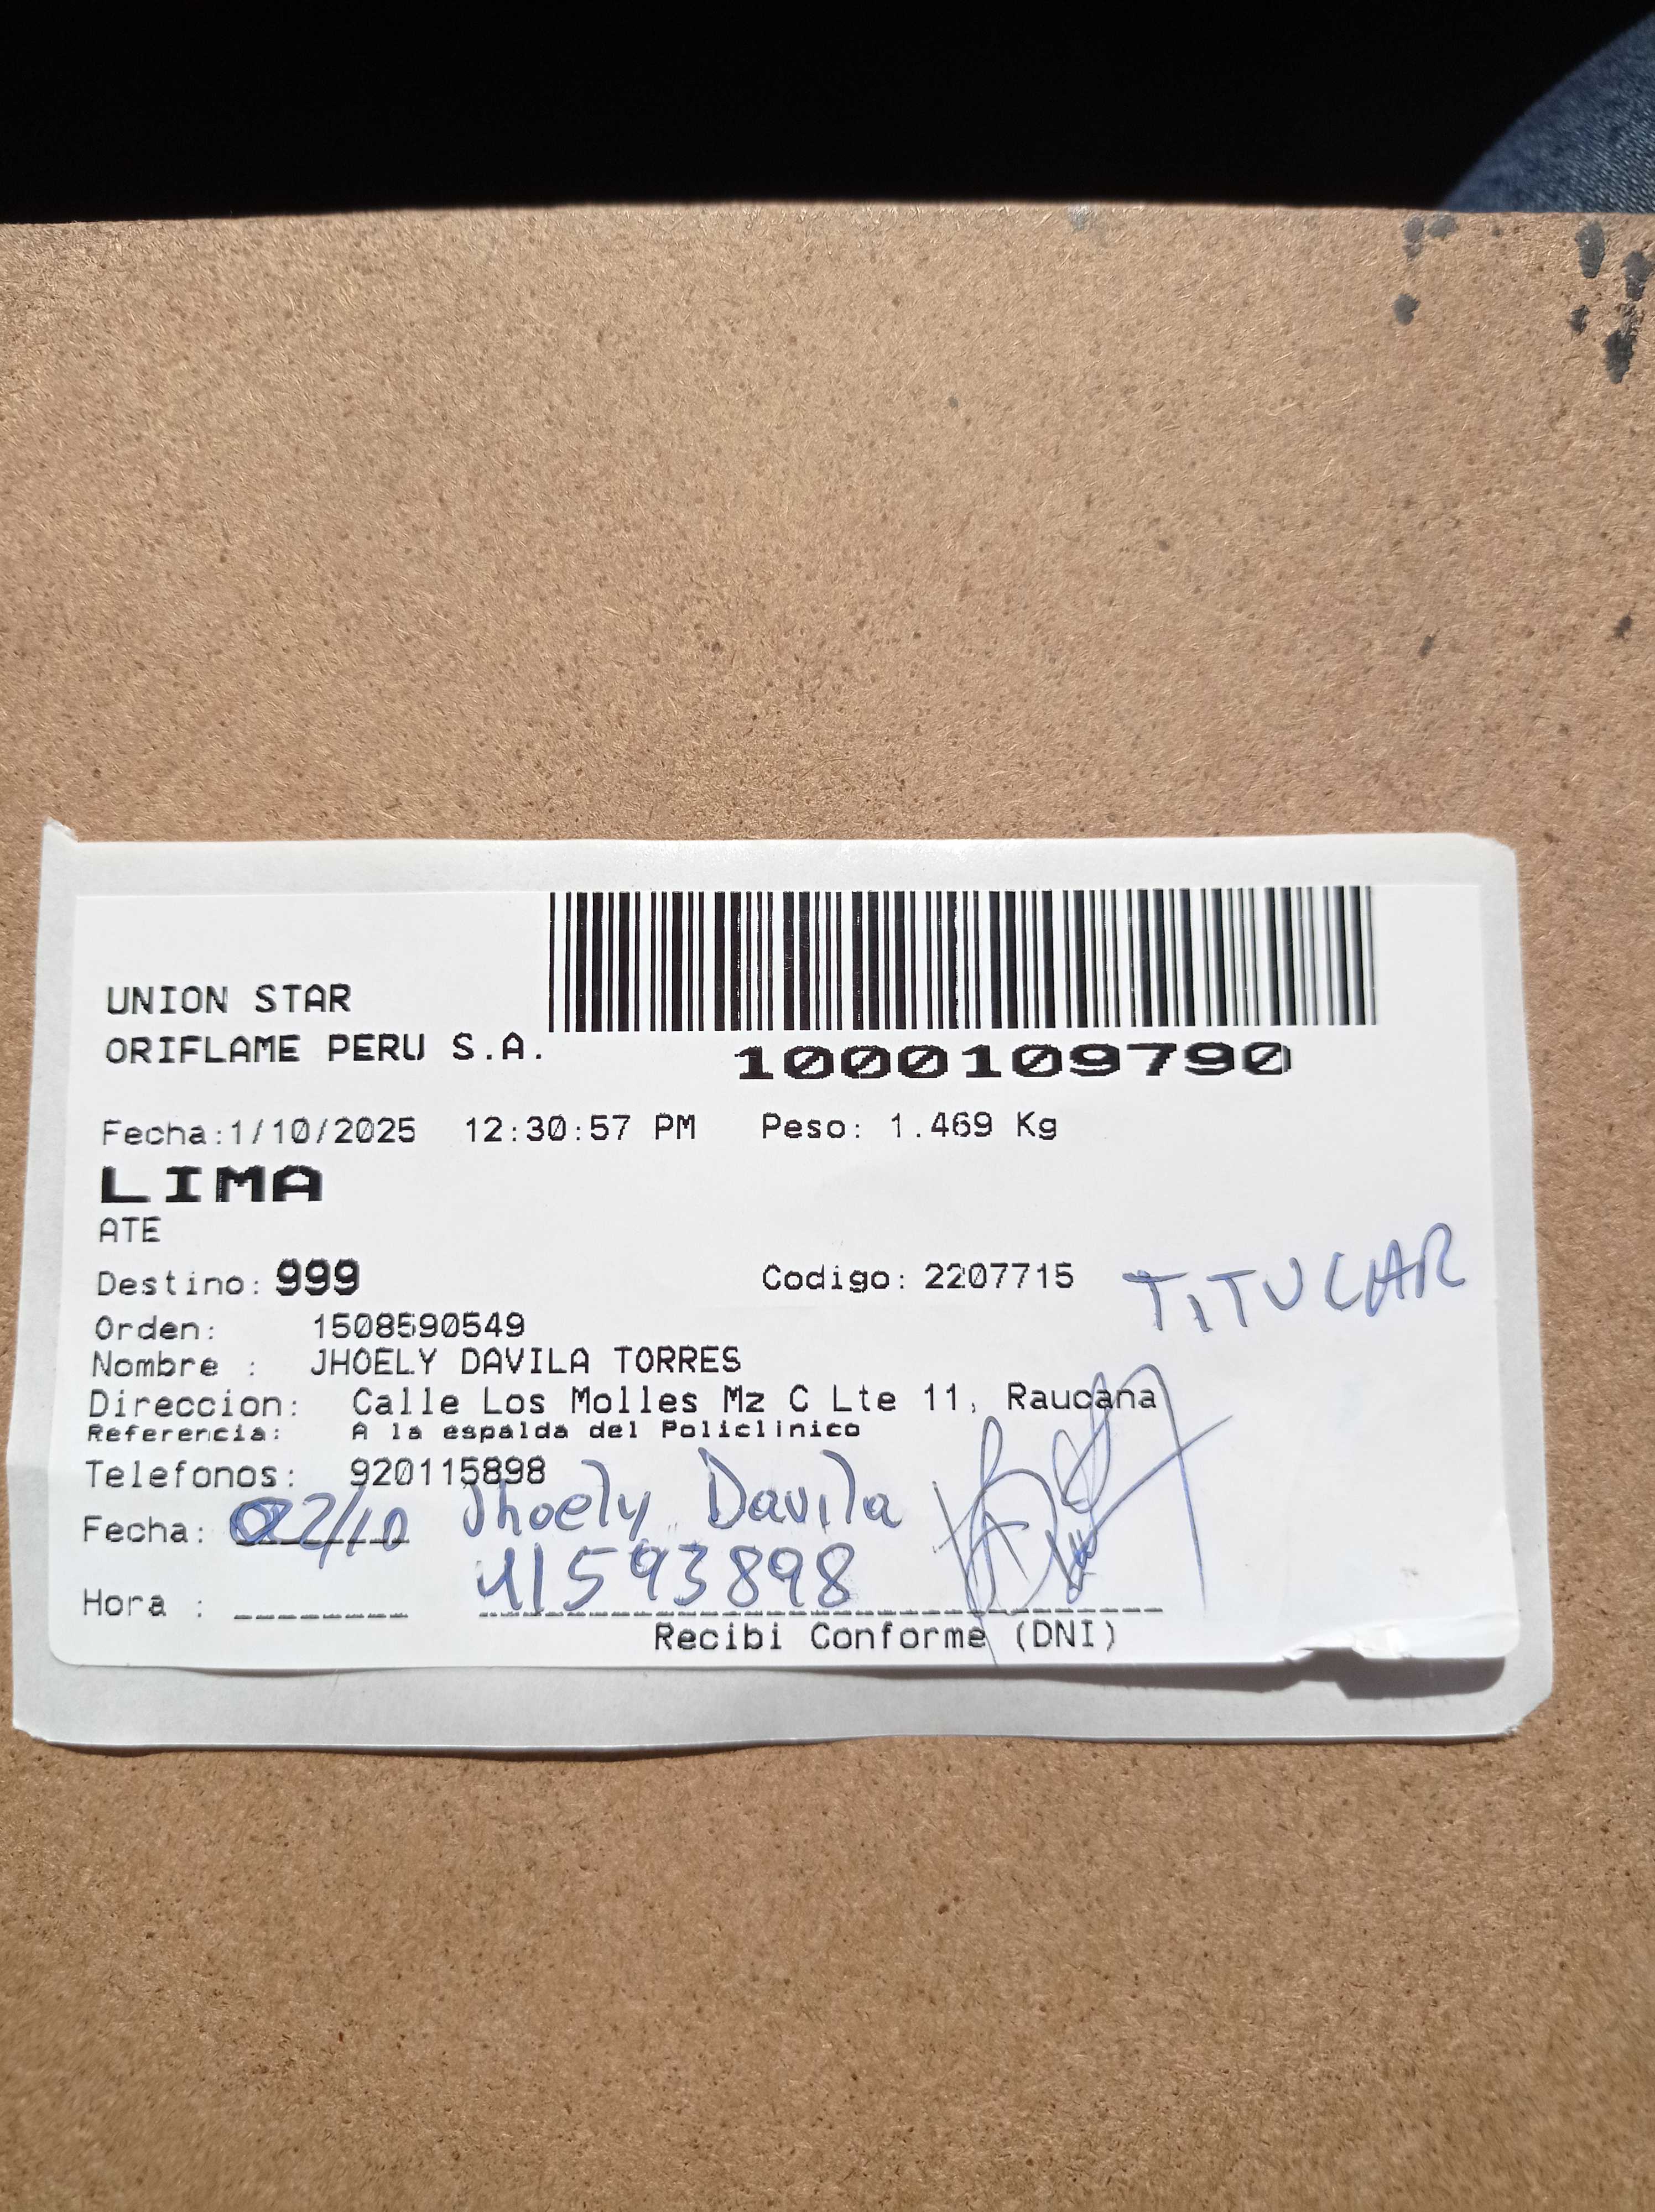 UNION STAR
ORIFLAME PERU S.A.
1000109790
Fecha:1/10/2025 12:30:57 PM Peso: 1.469 Kg
LIMA
ATE
Destino: 999 Codigo: 2207715 TITULAR
Orden: 1508590549
Nombre : JHOELY DAVILA TORRES
Direccion: Calle Los Molles Mz C Lte 11, Raucana
Referencia: A la espalda del Policlinico
Telefonos: 920115898
Fecha: 02/10 Jhoely Davila
41593898
Hora :
Recibi Conforme (DNI)